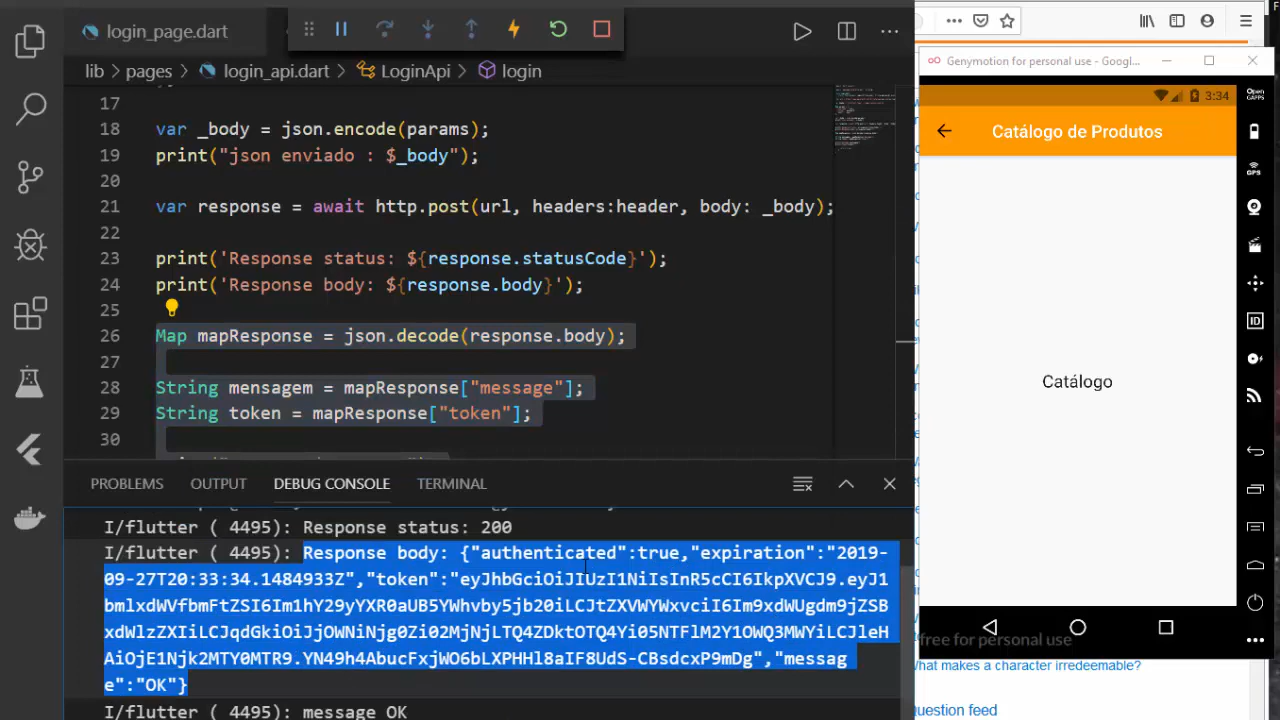 login_page.dart
lib > pages > login_api.dart > LoginApi > login
17
18 var _body = json.encode(params);
19 print("json enviado : $_body");
20
21 var response = await http.post(url, headers:header, body: _body);
22
23 print('Response status: ${response.statusCode}');
24 print('Response body: ${response.body}');
25
26 Map mapResponse = json.decode(response.body);
27
28 String mensagem = mapResponse["message"];
29 String token = mapResponse["token"];
30
PROBLEMS OUTPUT DEBUG CONSOLE TERMINAL
I/flutter ( 4495): Response status: 200
I/flutter ( 4495): Response body: {"authenticated":true,"expiration":"2019-
09-27T20:33:34.1484933Z","token":"eyJhbGciOiJIUzI1NiIsInR5cCI6IkpXVCJ9.eyJ1
bmlxdWVfbmFtZSI6Im1hY29yYXR0aUB5YWhvby5jb20iLCJtZXVWYWxvciI6Im9xdWUgdm9jZSB
xdWlzZXIiLCJqdGkiOiJjOWNiNjg0Zi02MjNjLTQ4ZDktOTQ4Yi05NTFlM2Y1OWQ3MWYiLCJleH
AiOjE1Njk2MTY0MTR9.YN49h4AbucFxjWO6bLXPHHl8aIF8UdS-CBsdcxP9mDg","messag
e":"OK"}
I/flutter ( 4495): message OK
Genymotion for personal use - Googl...
3:34
Catálogo de Produtos
Catálogo
free for personal use
What makes a character irredeemable?
question feed
OPEN
GAPPS
GPS
ID